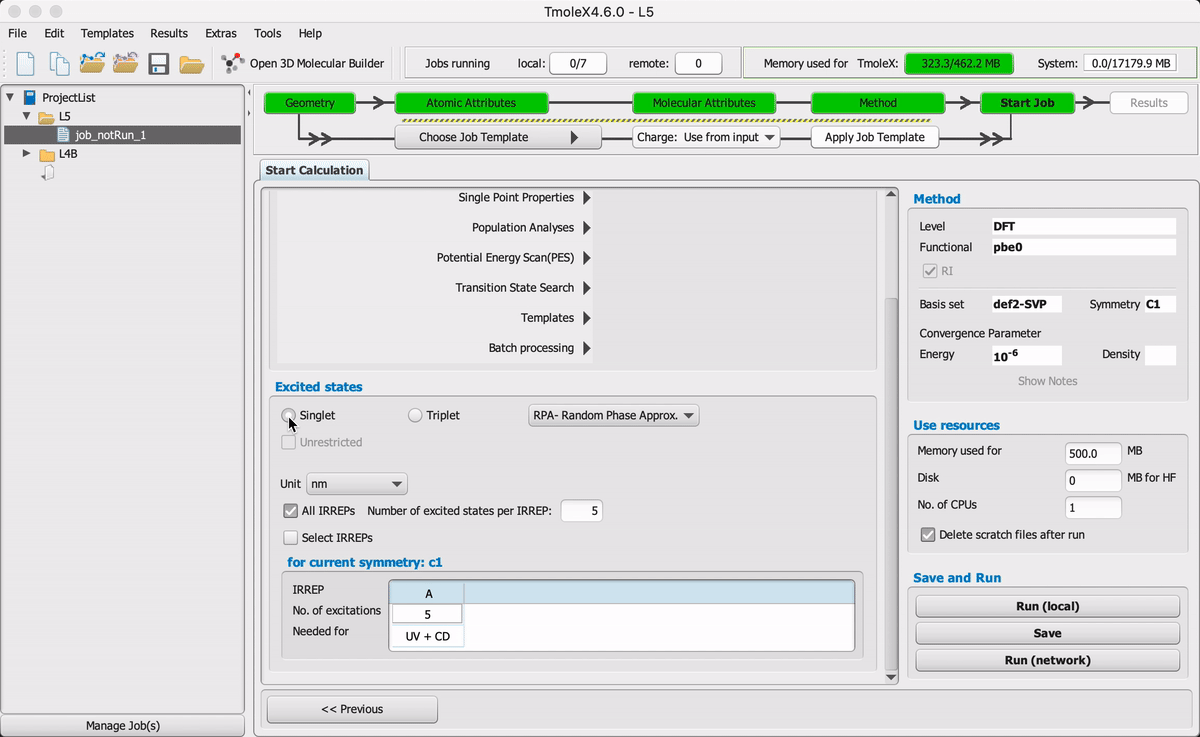 TmoleX4.6.0 - L5
File Edit Templates Results Extras Tools Help
Open 3D Molecular Builder Jobs running local: 0/7 remote: 0 Memory used for TmoleX: 323.3/462.2 MB System: 0.0/17179.9 MB
ProjectList
L5
job_notRun_1
L4B
Manage Job(s)
Geometry Atomic Attributes Molecular Attributes Method Start Job Results
Choose Job Template Charge: Use from input Apply Job Template
Start Calculation
Single Point Properties
Population Analyses
Potential Energy Scan(PES)
Transition State Search
Templates
Batch processing
Excited states
Singlet Triplet RPA- Random Phase Approx.
Unrestricted
Unit nm
All IRREPs Number of excited states per IRREP: 5
Select IRREPs
for current symmetry: c1
IRREP A
No. of excitations 5
Needed for UV + CD
<< Previous
Method
Level DFT
Functional pbe0
RI
Basis set def2-SVP Symmetry C1
Convergence Parameter
Energy 10-6 Density
Show Notes
Use resources
Memory used for 500.0 MB
Disk 0 MB for HF
No. of CPUs 1
Delete scratch files after run
Save and Run
Run (local)
Save
Run (network)